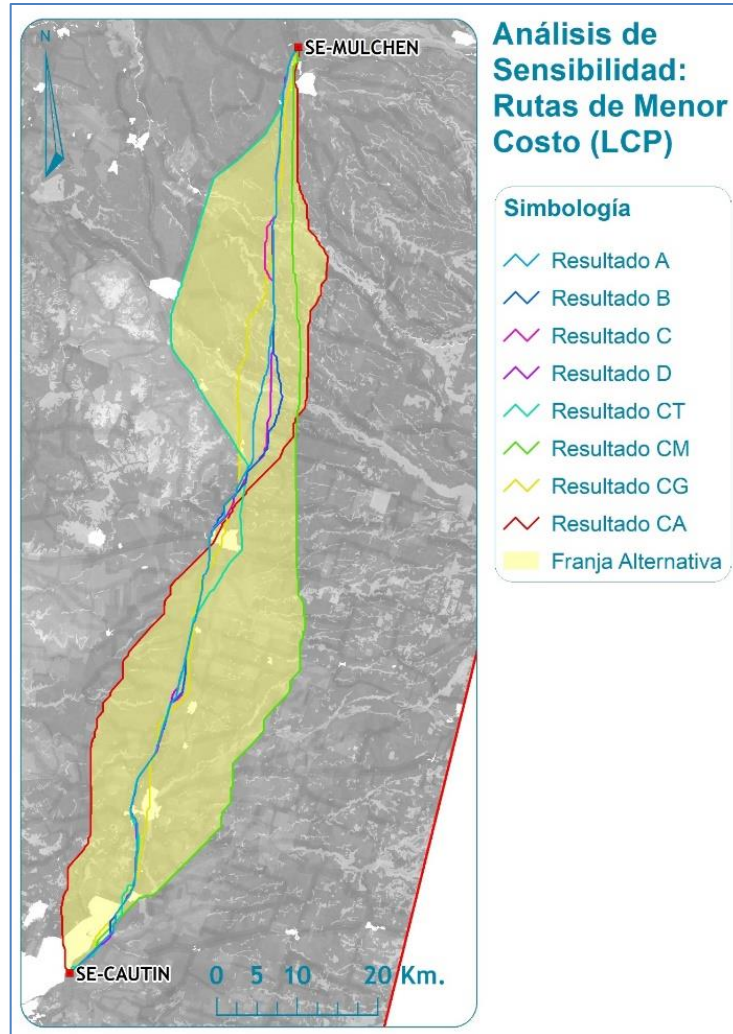 N
SE-MULCHEN
Análisis de
Sensibilidad:
Rutas de Menor
Costo (LCP)
Simbología
Resultado A
Resultado B
Resultado C
Resultado D
Resultado CT
Resultado CM
Resultado CG
Resultado CA
Franja Alternativa
SE-CAUTIN
0 5 10 20 Km.